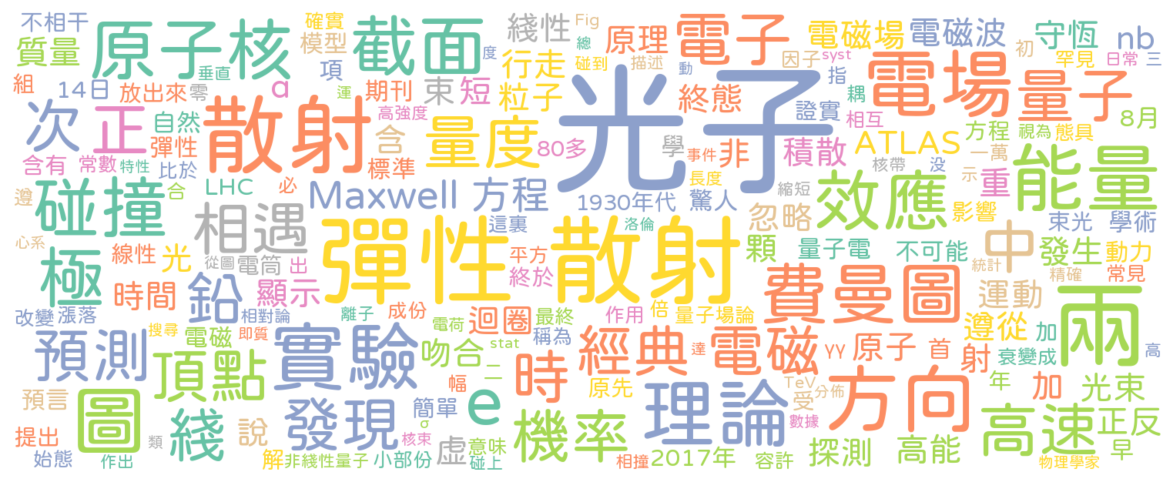 不相干
確實
Fig
總
度
模型
原子核
截面
綫性
原理
電子
因子
碰到
描述
電磁場
syst
電磁波
動
守恆
nb
初
罕見
日常
三
質量
垂直
項
行走
組
14日
放出來
零
a
期刊
束
短
粒子
終態
電場
量子
指
證實
耦
運
高強度
次
正
自然
彈性
散射
含
量度
80多
光子
學
事件
非
積散
相互
ATLAS
方程
視為
態具
8月
一萬
含有
常數
特性
比於
標準
長度
核帶
没
示
能量
遵
合
LHC
必
碰撞
Maxwell 方程
1930年代
驚人
縮短
效應
重
影響
束光
學術
心系
相遇
彈性散射
這裏
洛倫
平方
忽略
顆
量子電
不可能
中
發生
動力
線性
光
從圖
電筒
出
終於
統計
精確
常見
極
時間
鉛
顯示
費曼圖
運動
改變
漲落
相對論
離子
成份
電荷
迴圈
最終
作用
倍
量子場論
遵從
加
兩
預測
搜尋
電磁
即質
實驗
吻合
stat
稱為
經典
達
電磁
γγ
原子
首
射
衰變成
高
頂點
幅
二
時
原先
TeV
分佈
受
年
加
光束
預言
圖
綫
說
發現
簡單
σ
e
機率
理論
數據
方向
高速
正反
提出
始態
類
作出
解
非綫性量子
小部份
核束
虛
意味
碰上
相撞
2017年
容許
探測
高能
早
物理學家